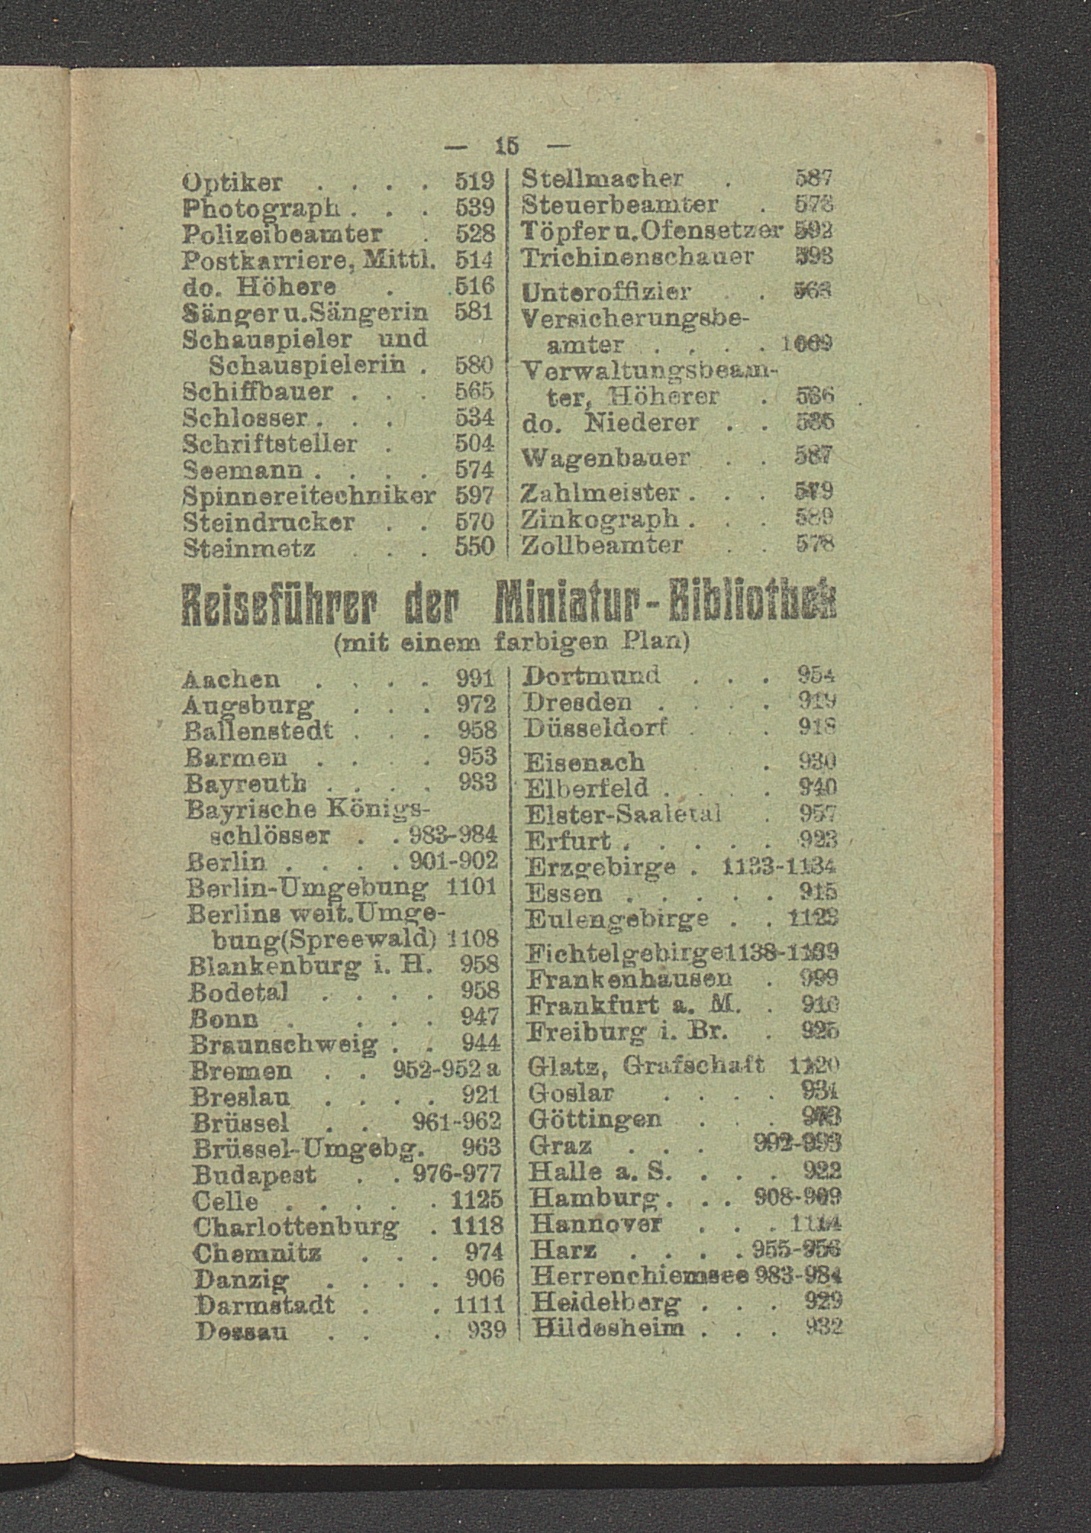 — 15 —
Optiker . . . . 519
Photograph . . . 539
Polizeibeamter . 528
Postkarriere, Mittl. 514
do. Höhere . . 516
Sänger u. Sängerin 581
Schauspieler und
Schauspielerin . 580
Schiffbauer . . . 565
Schlosser . . . 534
Schriftsteller . 504
Seemann . . . . 574
Spinnereitechniker 597
Steindrucker . . 570
Steinmetz . . . 550
Stellmacher . 587
Steuerbeamter .
Töpfer u. Ofensetzer 592
Trichinenschauer 593
Unteroffizier . .
Versicherungsbe-
amter . . . .
Verwaltungsbeam-
ter, Höherer . 536
do. Niederer . . 535
Wagenbauer . . 587
Zahlmeister . . . 579
Zinkograph . . . 589
Zollbeamter . . 578
Reiseführer der Miniatur-Bibliothek
(mit einem farbigen Plan)
Aachen . . . . 991
Augsburg . . . 972
Ballenstedt . . . 958
Barmen . . . . 953
Bayreuth . . . . 933
Bayrische Königs-
schlösser . . 983-984
Berlin . . . . 901-902
Berlin-Umgebung 1101
Berlins weit. Umge-
bung (Spreewald) 1108
Blankenburg i. H. 958
Bodetal . . . . 958
Bonn . . . . 947
Braunschweig . . 944
Bremen . . 952-952a
Breslau . . . . 921
Brüssel . . 961-962
Brüssel-Umgebg. 963
Budapest . . 976-977
Celle . . . . . 1125
Charlottenburg . 1118
Chemnitz . . . 974
Danzig . . . . 906
Darmstadt . . 1111
Dessau . . . 939
Dortmund . . . 954
Dresden . . . . 919
Düsseldorf . . . 918
Eisenach . 930
Elberfeld . . . . 940
Elster-Saaletal . 957
Erfurt . . . . . 923
Erzgebirge . 1133-1134
Essen . . . . . 915
Eulengebirge . . 1123
Fichtelgebirge 1138-1139
Frankenhausen . 999
Frankfurt a. M. . 910
Freiburg i. Br. . 925
Glatz, Grafschaft 1120
Goslar . . . . 934
Göttingen . . . 973
Graz . . . 992-993
Halle a. S. . . . 922
Hamburg . . . 908-909
Hannover . . . 1114
Harz . . . . 955-956
Herrenchiemsee 983-984
Heidelberg . . . 929
Hildesheim . . . 932